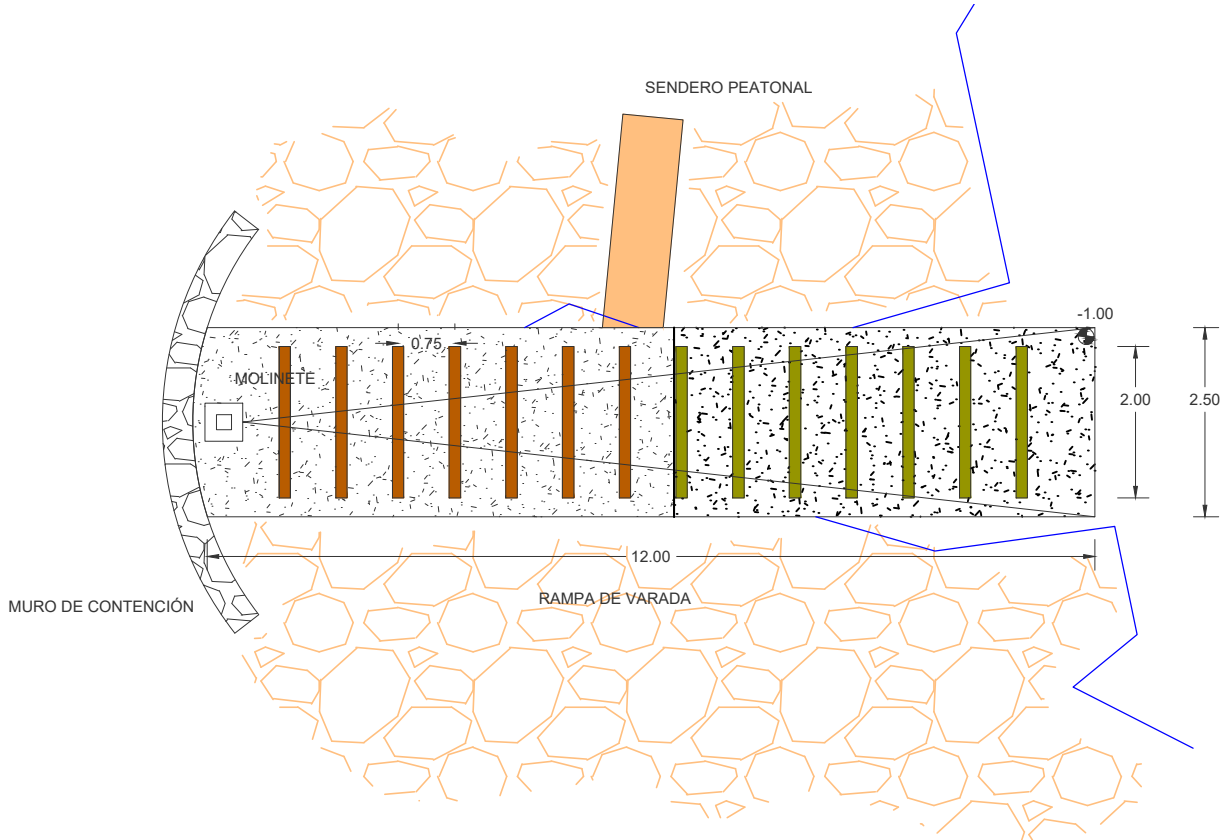 SENDERO PEATONAL
-1.00
0.75
MOLINETE
2.00
2.50
12.00
RAMPA DE VARADA
MURO DE CONTENCIÓN